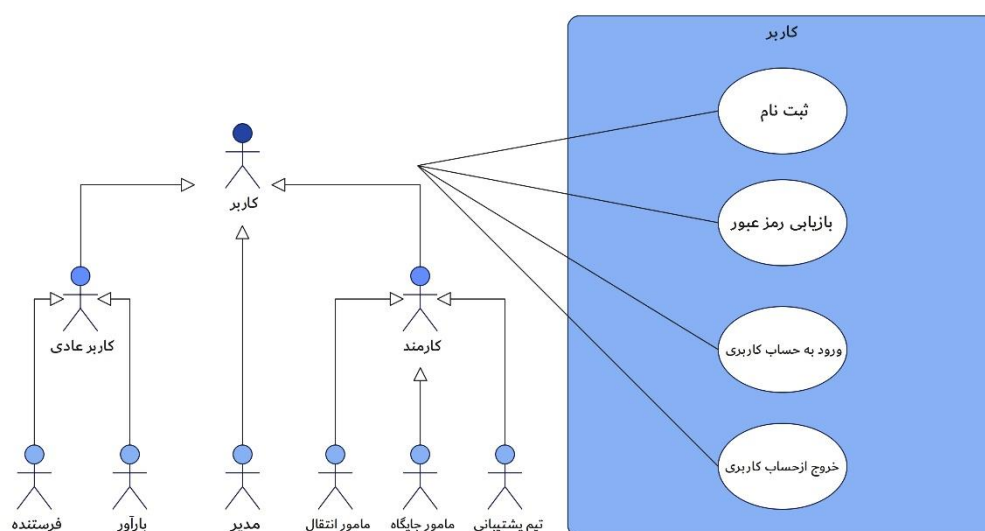 کاربر
ثبت نام
بازیابی رمز عبور
ورود به حساب کاربری
خروج ازحساب کاربری
کاربر
کارمند
کاربر عادی
تیم پشتیبانی
مامور جایگاه
مامور انتقال
مدیر
بارآور
فرستنده